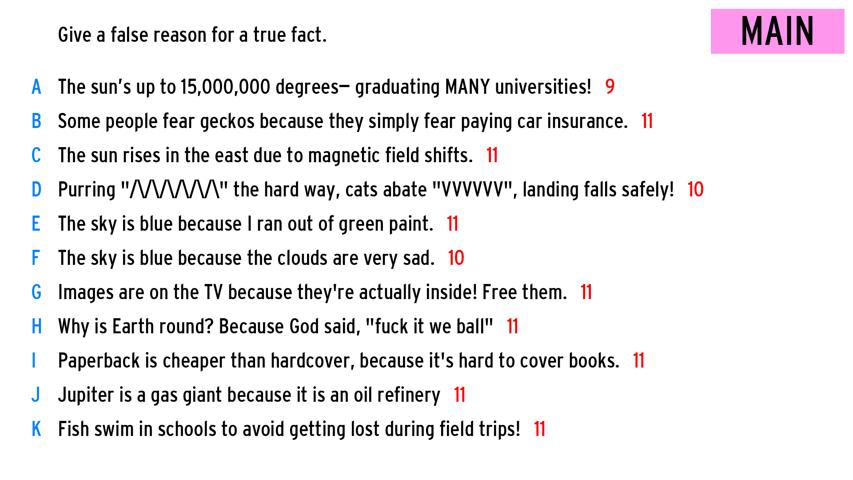 Give a false reason for a true fact.
MAIN
A The sun's up to 15,000,000 degrees— graduating MANY universities! 9
B Some people fear geckos because they simply fear paying car insurance. 11
C The sun rises in the east due to magnetic field shifts. 11
D Purring "/\/\/\/\/\/\/\" the hard way, cats abate "VVVVVV", landing falls safely! 10
E The sky is blue because I ran out of green paint. 11
F The sky is blue because the clouds are very sad. 10
G Images are on the TV because they're actually inside! Free them. 11
H Why is Earth round? Because God said, "fuck it we ball" 11
I Paperback is cheaper than hardcover, because it's hard to cover books. 11
J Jupiter is a gas giant because it is an oil refinery 11
K Fish swim in schools to avoid getting lost during field trips! 11